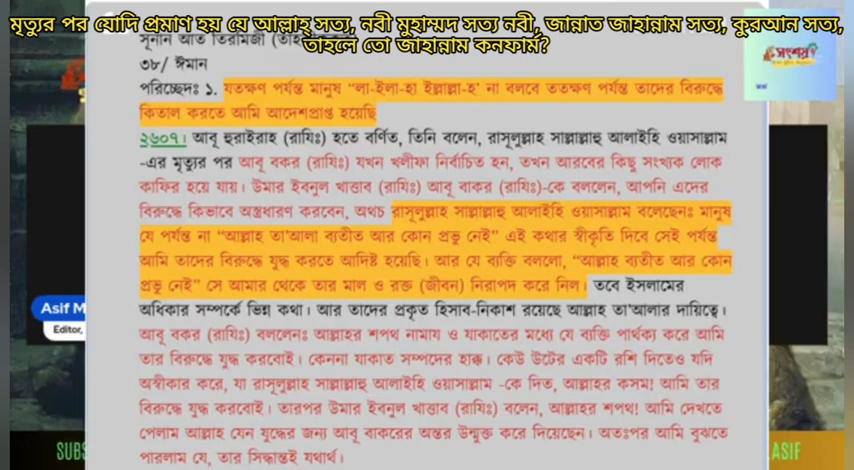 মৃত্যুর পর যোদি প্রমাণ হয় যে আল্লাহ সত্য, নবী মুহাম্মদ সত্য নবী, জান্নাত জাহান্নাম সত্য, কুরআন সত্য,
তাহলে তো জাহান্নাম কনফার্ম?
সূনান আত তিরমিজী
৩৮/ ঈমান
পরিচ্ছেদঃ ১. যতক্ষণ পর্যন্ত মানুষ “লা-ইলা-হা ইল্লাল্লা-হ’ না বলবে ততক্ষণ পর্যন্ত তাদের বিরুদ্ধে
কিতাল করতে আমি আদেশপ্রাপ্ত হয়েছি
২৬০৭। আবূ হুরাইরাহ (রাযিঃ) হতে বর্ণিত, তিনি বলেন, রাসূলুল্লাহ সাল্লাল্লাহু আলাইহি ওয়াসাল্লাম
-এর মৃত্যুর পর আবূ বকর (রাযিঃ) যখন খলীফা নির্বাচিত হন, তখন আরবের কিছু সংখ্যক লোক
কাফির হয়ে যায়। উমার ইবনুল খাত্তাব (রাযিঃ) আবূ বাকর (রাযিঃ)-কে বললেন, আপনি এদের
বিরুদ্ধে কিভাবে অস্ত্রধারণ করবেন, অথচ রাসূলুল্লাহ সাল্লাল্লাহু আলাইহি ওয়াসাল্লাম বলেছেনঃ মানুষ
যে পর্যন্ত না “আল্লাহ তা'আলা ব্যতীত আর কোন প্রভু নেই” এই কথার স্বীকৃতি দিবে সেই পর্যন্ত
আমি তাদের বিরুদ্ধে যুদ্ধ করতে আদিষ্ট হয়েছি। আর যে ব্যক্তি বললো, “আল্লাহ ব্যতীত আর কোন
প্রভু নেই” সে আমার থেকে তার মাল ও রক্ত (জীবন) নিরাপদ করে নিল। তবে ইসলামের
অধিকার সম্পর্কে ভিন্ন কথা। আর তাদের প্রকৃত হিসাব-নিকাশ রয়েছে আল্লাহ তা'আলার দায়িত্বে।
আবূ বকর (রাযিঃ) বললেনঃ আল্লাহর শপথ নামায ও যাকাতের মধ্যে যে ব্যক্তি পার্থক্য করে আমি
তার বিরুদ্ধে যুদ্ধ করবোই। কেননা যাকাত সম্পদের হাক্ক। কেউ উটের একটি রশি দিতেও যদি
অস্বীকার করে, যা রাসূলুল্লাহ সাল্লাল্লাহু আলাইহি ওয়াসাল্লাম -কে দিত, আল্লাহর কসম! আমি তার
বিরুদ্ধে যুদ্ধ করবোই। তারপর উমার ইবনুল খাত্তাব (রাযিঃ) বলেন, আল্লাহর শপথ! আমি দেখতে
পেলাম আল্লাহ যেন যুদ্ধের জন্য আবূ বাকরের অন্তর উন্মুক্ত করে দিয়েছেন। অতঃপর আমি বুঝতে
পারলাম যে, তার সিদ্ধান্তই যথার্থ।
সংশয়
Asif M
Editor,
SUBS
ASIF